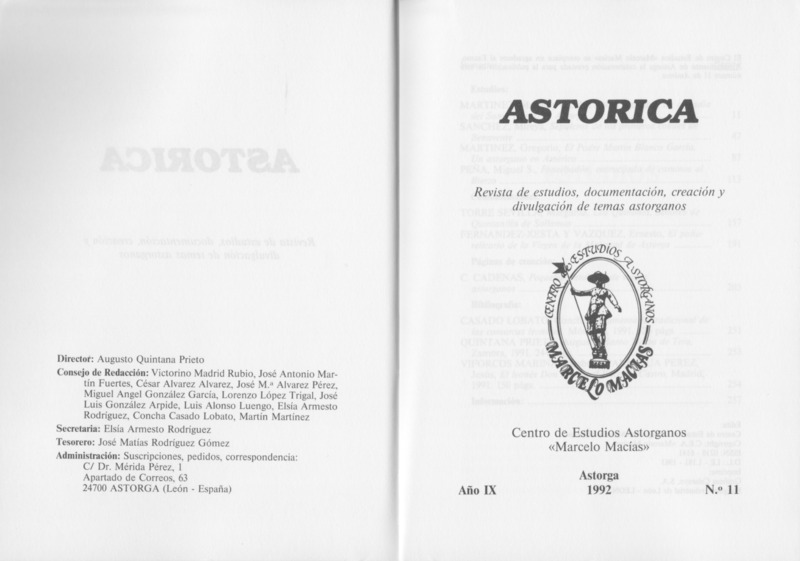 Director: Augusto Quintana Prieto
Consejo de Redacción: Victorino Madrid Rubio, José Antonio Mar-
tín Fuertes, César Alvarez Alvarez, José M.ª Alvarez Pérez,
Miguel Angel González García, Lorenzo López Trigal, José
Luis González Arpide, Luis Alonso Luengo, Elsía Armesto
Rodríguez, Concha Casado Lobato, Martín Martínez
Secretaria: Elsía Armesto Rodríguez
Tesorero: José Matías Rodríguez Gómez
Administración: Suscripciones, pedidos, correspondencia:
C/ Dr. Mérida Pérez, 1
Apartado de Correos, 63
24700 ASTORGA (León - España)
ASTORICA
Revista de estudios, documentación, creación y
divulgación de temas astorganos
CENTRO DE ESTUDIOS ASTORGANOS
MARCELO MACIAS
Centro de Estudios Astorganos
«Marcelo Macías»
Astorga
Año IX 1992 N.º 11